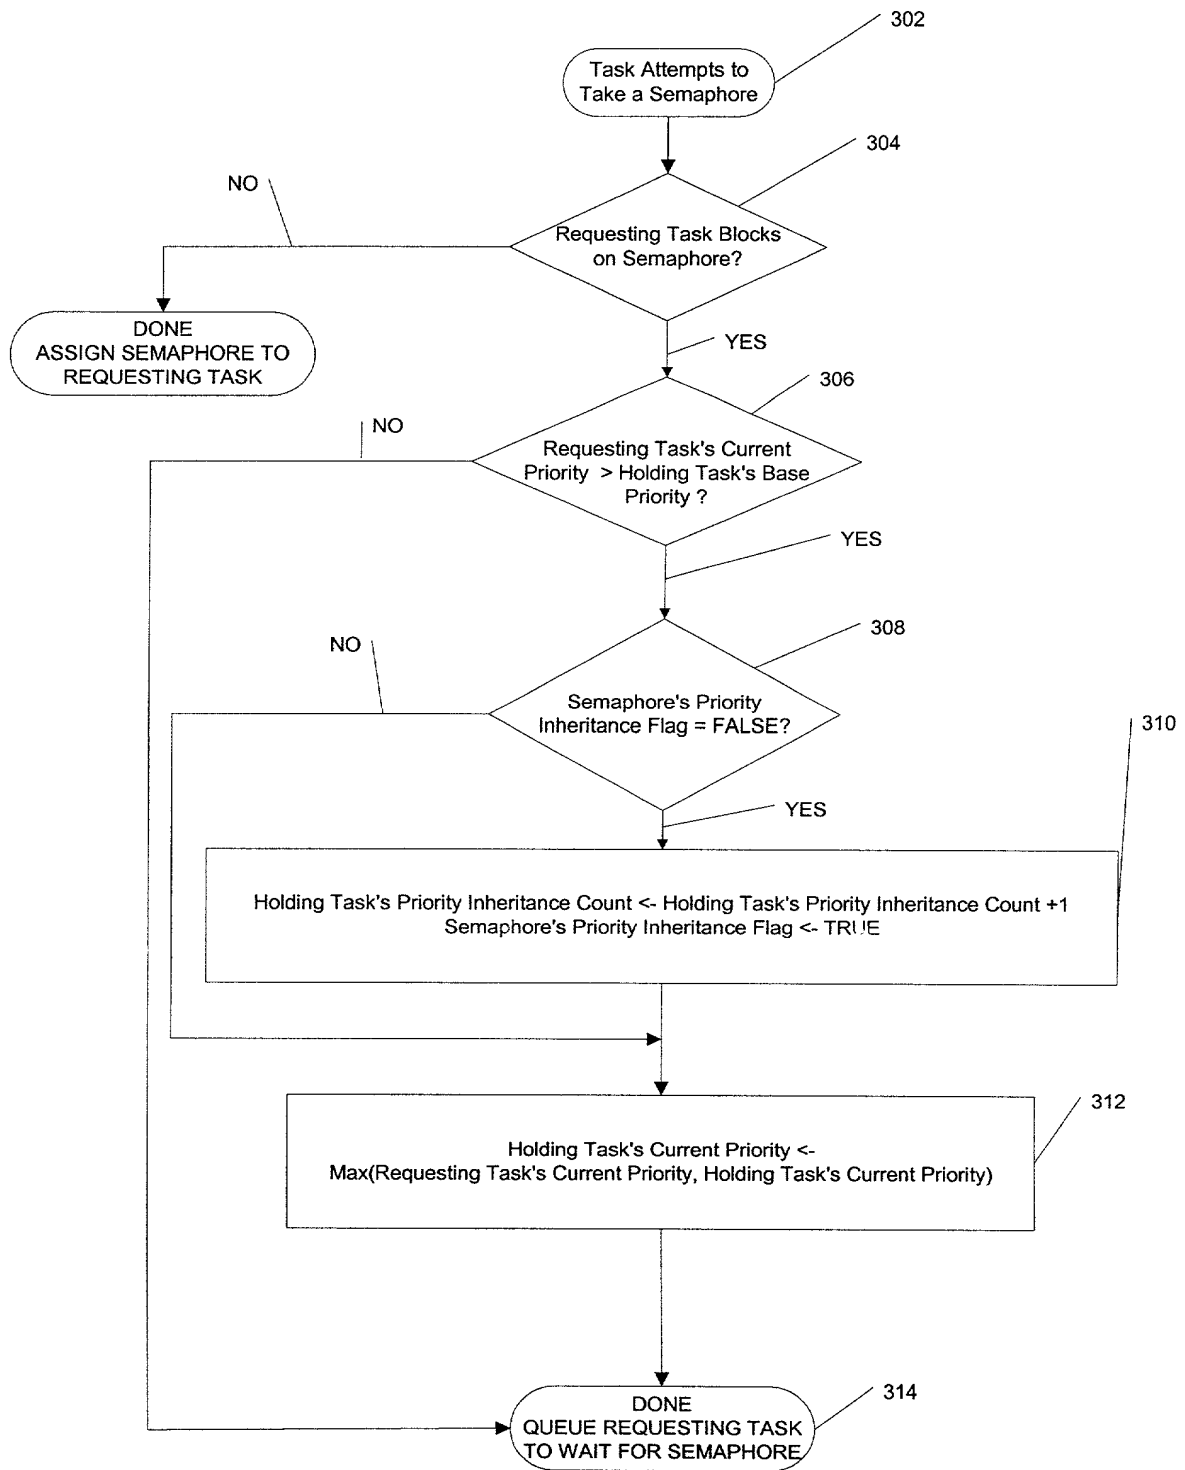 302
Task Attempts to
Take a Semaphore
304
NO
Requesting Task Blocks
on Semaphore?
DONE
ASSIGN SEMAPHORE TO
REQUESTING TASK
YES
306
NO
Requesting Task's Current
Priority > Holding Task's Base
Priority ?
YES
308
NO
Semaphore's Priority
Inheritance Flag = FALSE?
310
YES
Holding Task's Priority Inheritance Count <- Holding Task's Priority Inheritance Count +1
Semaphore's Priority Inheritance Flag <- TRUE
312
Holding Task's Current Priority <-
Max(Requesting Task's Current Priority, Holding Task's Current Priority)
314
DONE
QUEUE REQUESTING TASK
TO WAIT FOR SEMAPHORE